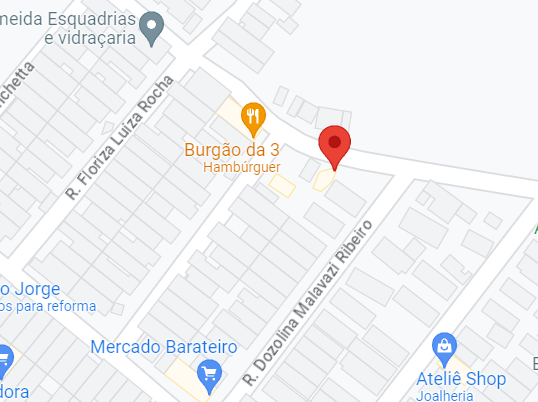 meida Esquadrias
e vidraçaria
nchetta
R. Floriza Luiza Rocha
Burgão da 3
Hambúrguer
R. Dozolina Malavazi Ribeiro
o Jorge
os para reforma
Mercado Barateiro
dora
Ateliê Shop
Joalheria